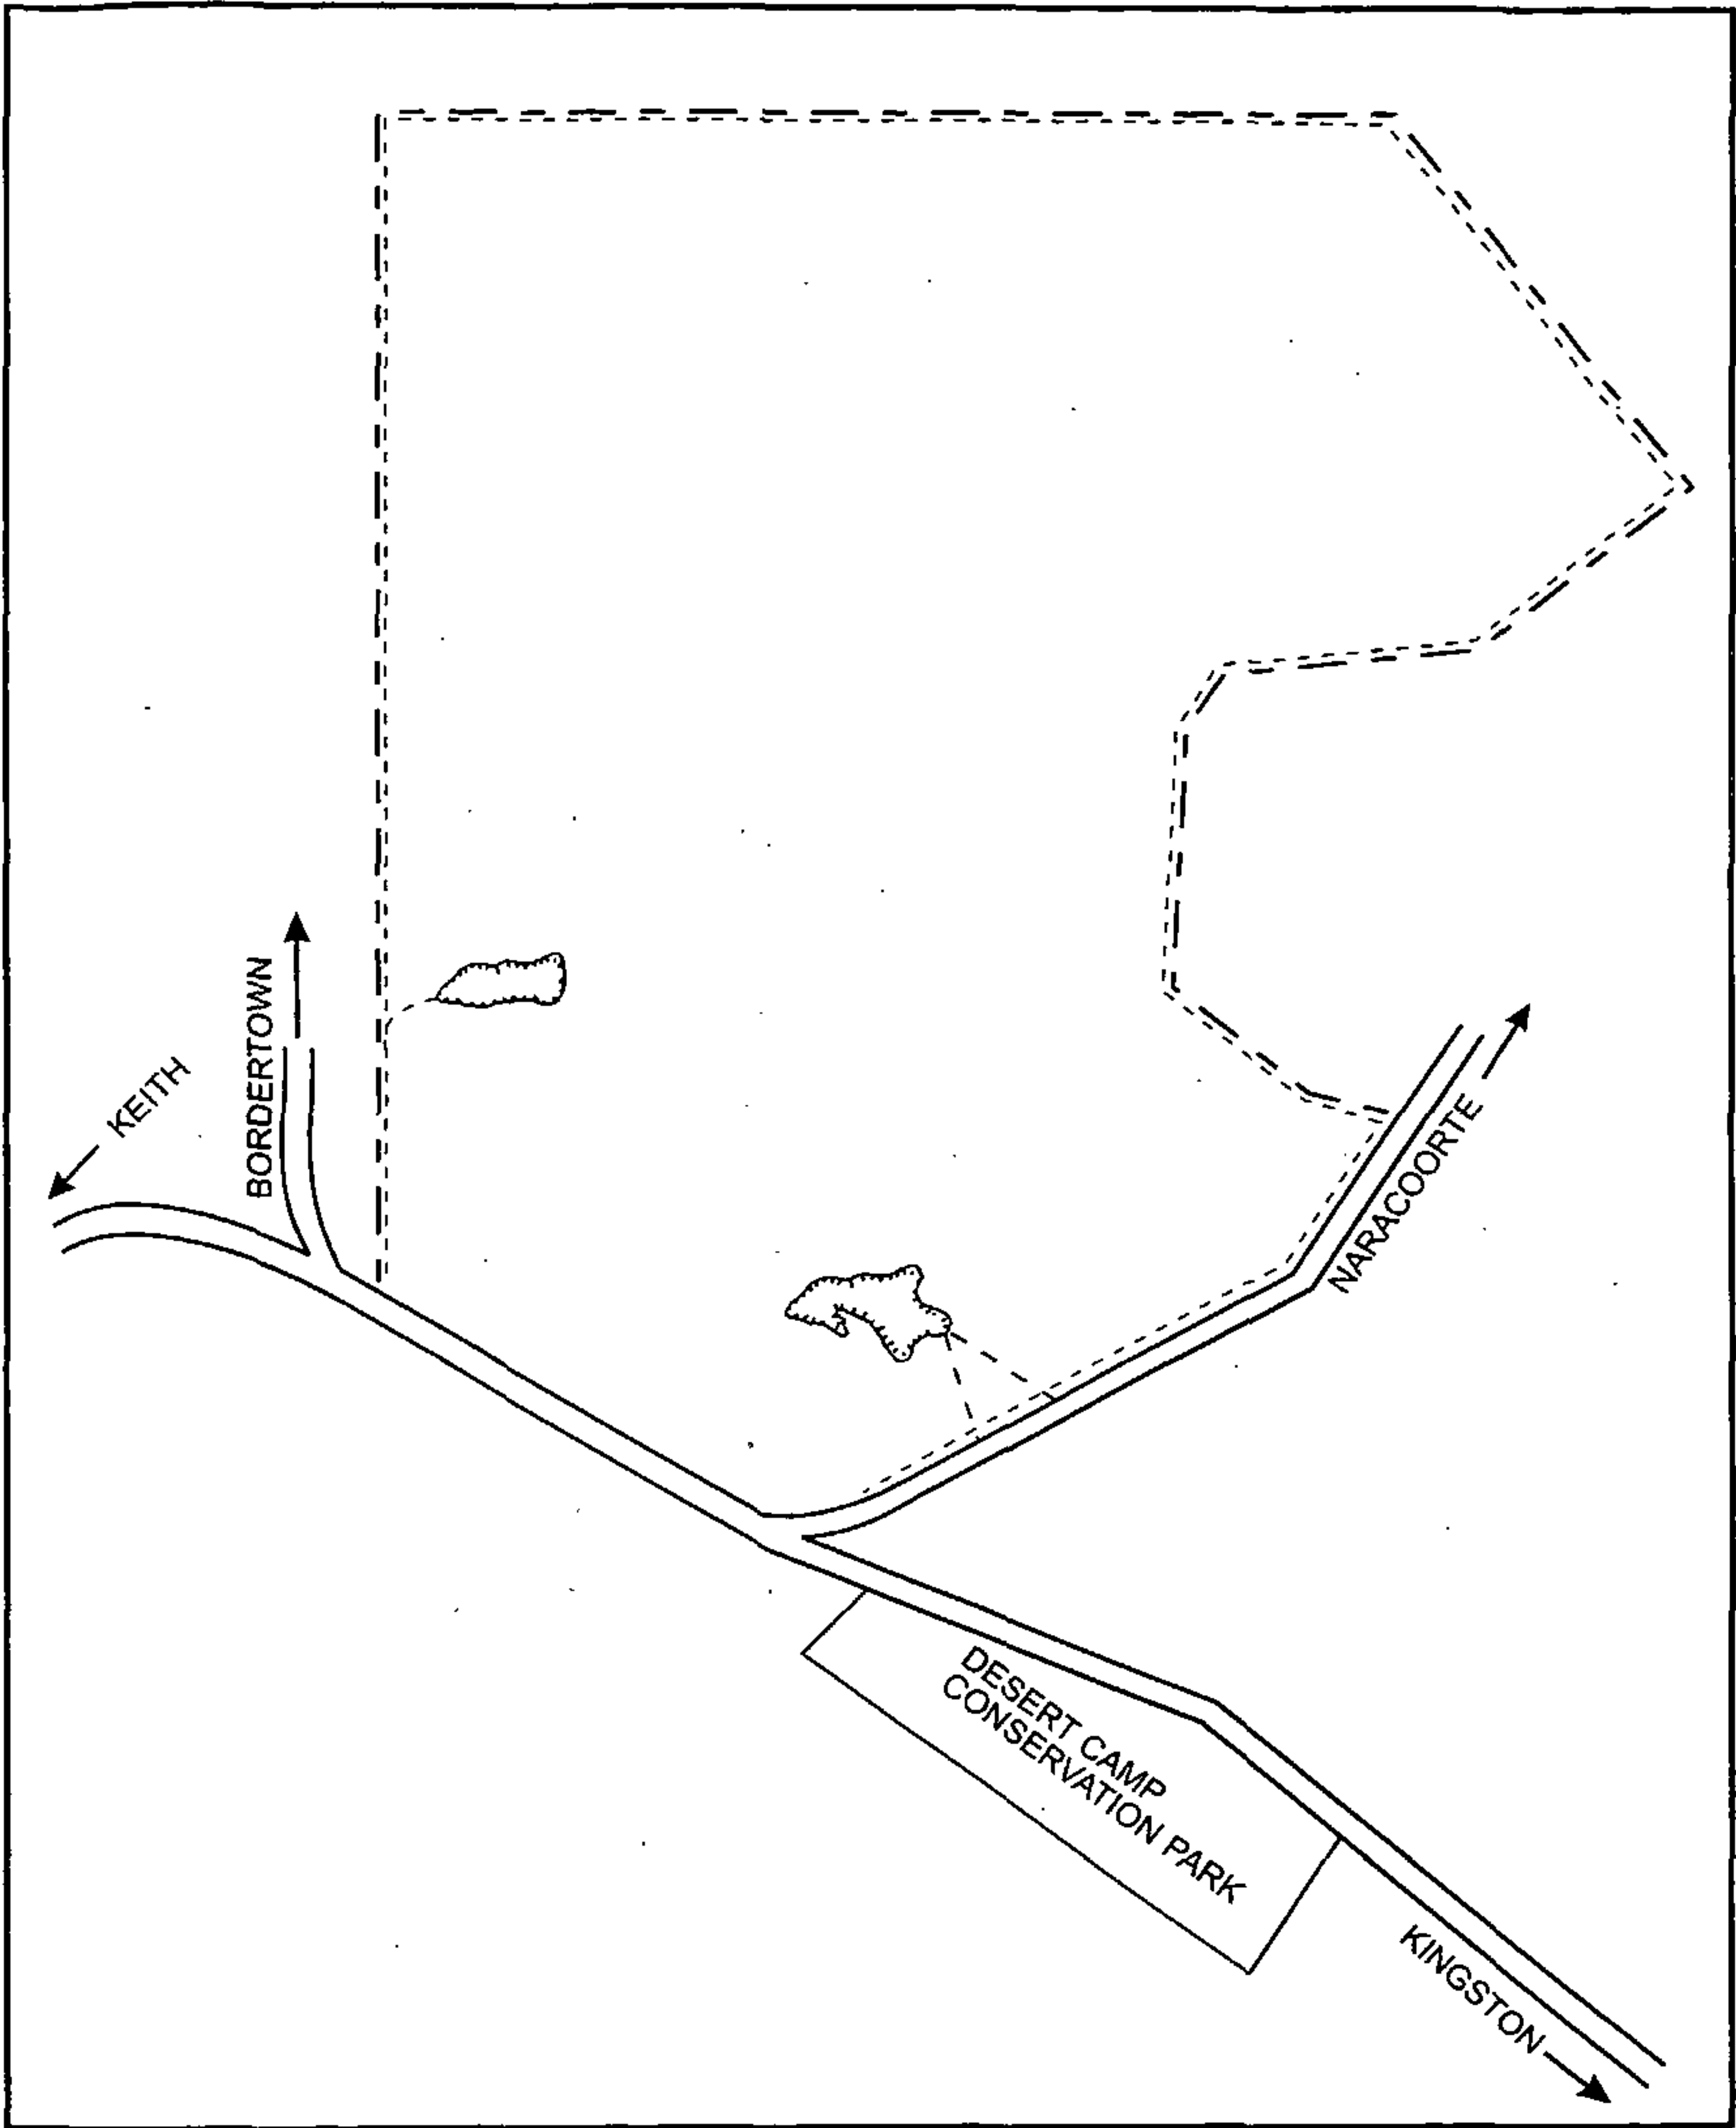 KEITH
BORDERTOWN
NARACOORTE
DESERT CAMP
CONSERVATION PARK
KINGSTON